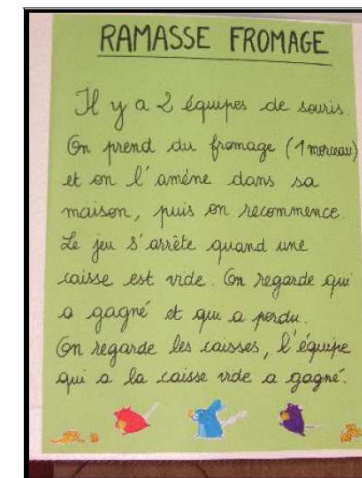 RAMASSE FROMAGE
Il y a 2 équipes de souris.
On prend du fromage (1 morceau)
et on l'amène dans sa
maison, puis on recommence.
Le jeu s'arrête quand une
caisse est vide. On regarde qui
a gagné et qui a perdu.
On regarde les caisses, l'équipe
qui a la caisse vide a gagné.